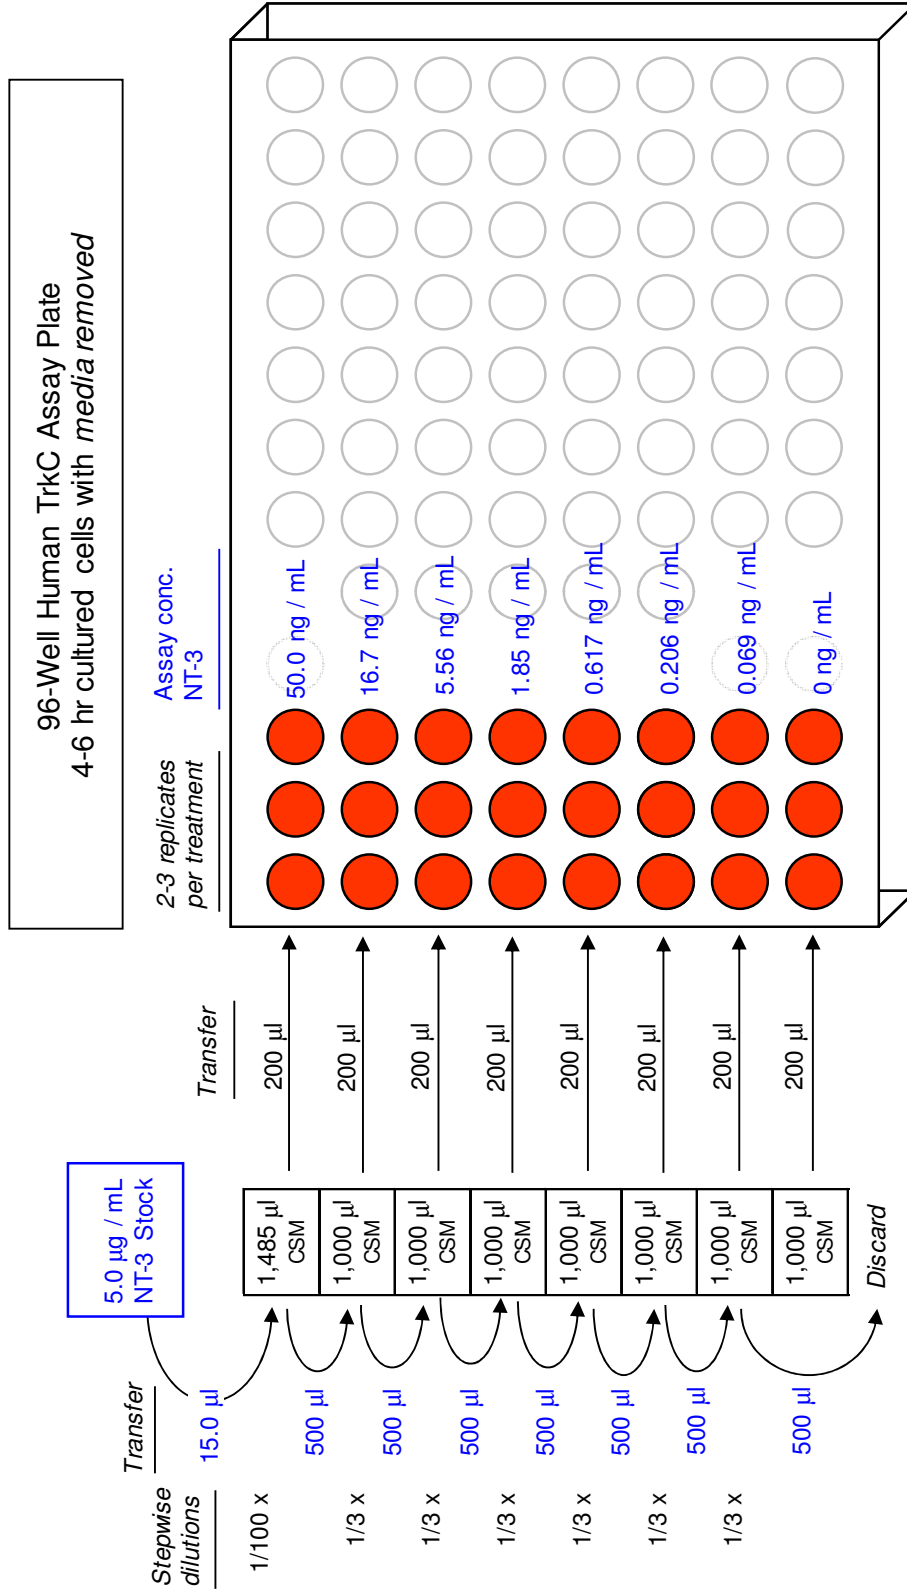 96-Well Human TrkC Assay Plate
4-6 hr cultured cells with media removed
Stepwise
dilutions
Transfer
5.0 µg / mL
NT-3 Stock
Transfer
2-3 replicates
per treatment
Assay conc.
NT-3
1/100 x
15.0 µl
1,485 µl
CSM
200 µl
50.0 ng / mL
1/3 x
500 µl
1,000 µl
CSM
200 µl
16.7 ng / mL
1/3 x
500 µl
1,000 µl
CSM
200 µl
5.56 ng / mL
1/3 x
500 µl
1,000 µl
CSM
200 µl
1.85 ng / mL
1/3 x
500 µl
1,000 µl
CSM
200 µl
0.617 ng / mL
1/3 x
500 µl
1,000 µl
CSM
200 µl
0.206 ng / mL
1/3 x
500 µl
1,000 µl
CSM
200 µl
0.069 ng / mL
500 µl
1,000 µl
CSM
200 µl
0 ng / mL
Discard